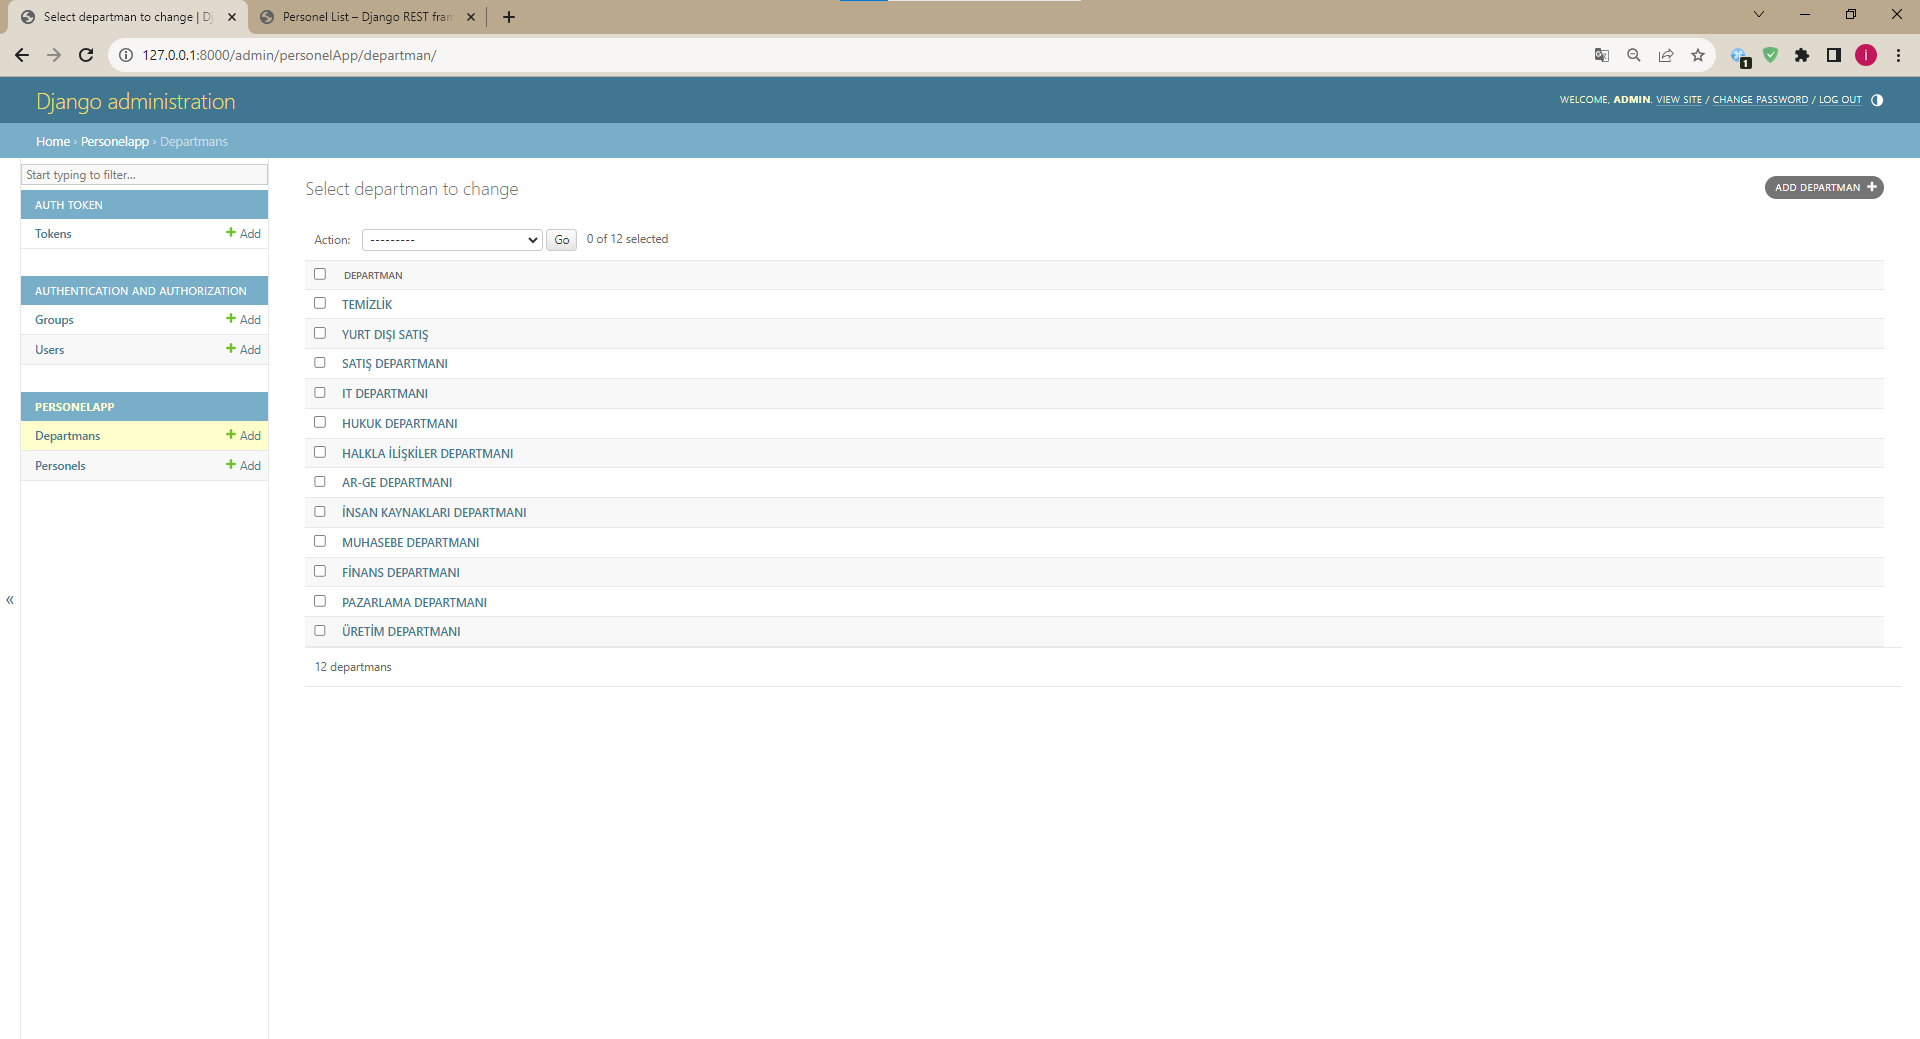 Select departman to change | Dj
Personel List – Django REST fram
127.0.0.1:8000/admin/personelApp/departman/
1
i
Django administration
WELCOME, ADMIN. VIEW SITE / CHANGE PASSWORD / LOG OUT
Home › Personelapp › Departmans
Start typing to filter...
AUTH TOKEN
Tokens + Add
AUTHENTICATION AND AUTHORIZATION
Groups + Add
Users + Add
PERSONELAPP
Departmans + Add
Personels + Add
«
Select departman to change
ADD DEPARTMAN +
Action: --------- Go 0 of 12 selected
DEPARTMAN
TEMİZLİK
YURT DIŞI SATIŞ
SATIŞ DEPARTMANI
IT DEPARTMANI
HUKUK DEPARTMANI
HALKLA İLİŞKİLER DEPARTMANI
AR-GE DEPARTMANI
İNSAN KAYNAKLARI DEPARTMANI
MUHASEBE DEPARTMANI
FİNANS DEPARTMANI
PAZARLAMA DEPARTMANI
ÜRETİM DEPARTMANI
12 departmans